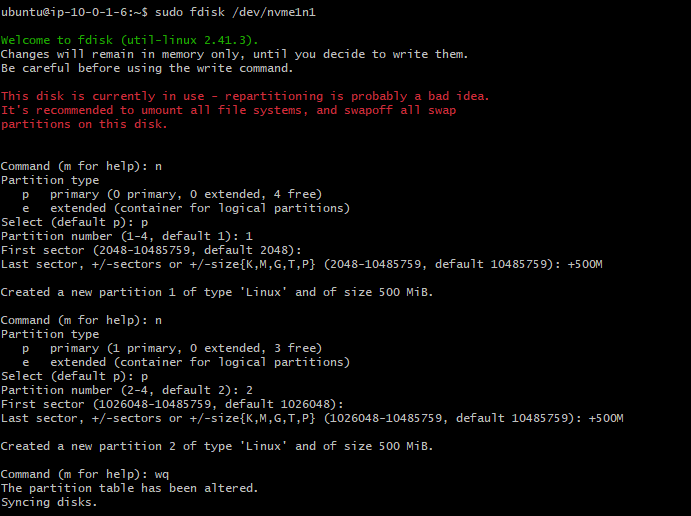 ubuntu@ip-10-0-1-6:~$ sudo fdisk /dev/nvme1n1
Welcome to fdisk (util-linux 2.41.3).
Changes will remain in memory only, until you decide to write them.
Be careful before using the write command.
This disk is currently in use - repartitioning is probably a bad idea.
It's recommended to umount all file systems, and swapoff all swap
partitions on this disk.
Command (m for help): n
Partition type
   p   primary (0 primary, 0 extended, 4 free)
   e   extended (container for logical partitions)
Select (default p): p
Partition number (1-4, default 1): 1
First sector (2048-10485759, default 2048):
Last sector, +/-sectors or +/-size{K,M,G,T,P} (2048-10485759, default 10485759): +500M
Created a new partition 1 of type 'Linux' and of size 500 MiB.
Command (m for help): n
Partition type
   p   primary (1 primary, 0 extended, 3 free)
   e   extended (container for logical partitions)
Select (default p): p
Partition number (2-4, default 2): 2
First sector (1026048-10485759, default 1026048):
Last sector, +/-sectors or +/-size{K,M,G,T,P} (1026048-10485759, default 10485759): +500M
Created a new partition 2 of type 'Linux' and of size 500 MiB.
Command (m for help): wq
The partition table has been altered.
Syncing disks.